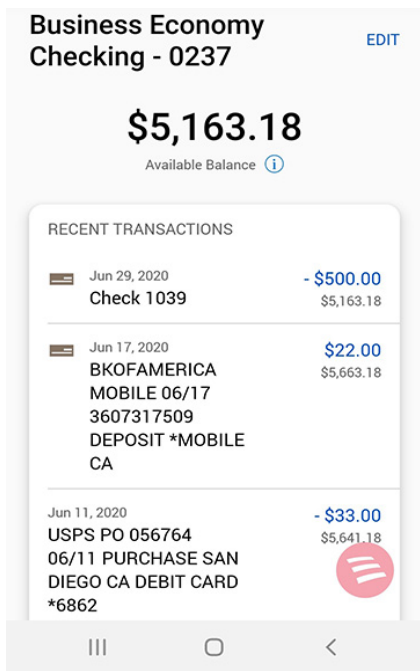 Business Economy
Checking - 0237
EDIT
$5,163.18
Available Balance
RECENT TRANSACTIONS
Jun 29, 2020
Check 1039
- $500.00
$5,163.18
Jun 17, 2020
BKOFAMERICA
MOBILE 06/17
3607317509
DEPOSIT *MOBILE
CA
$22.00
$5,663.18
Jun 11, 2020
USPS PO 056764
06/11 PURCHASE SAN
DIEGO CA DEBIT CARD
*6862
- $33.00
$5,641.18